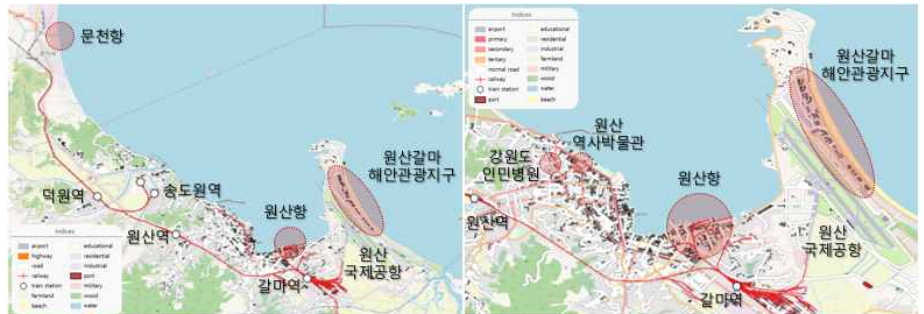 문천항
원산갈마
해안관광지구
덕원역
송도원역
원산항
원산역
원산
국제공항
갈마역
Indices
airport
highway
road
railway
train station
farmland
beach
educational
residential
industrial
port
military
wood
water
Indices
airport
primary
secondary
tertiary
normal road
railway
train station
port
educational
residential
industrial
farmland
military
wood
water
beach
원산갈마
해안관광지구
원산
역사박물관
강원도
인민병원
원산항
원산역
원산
국제공항
갈마역